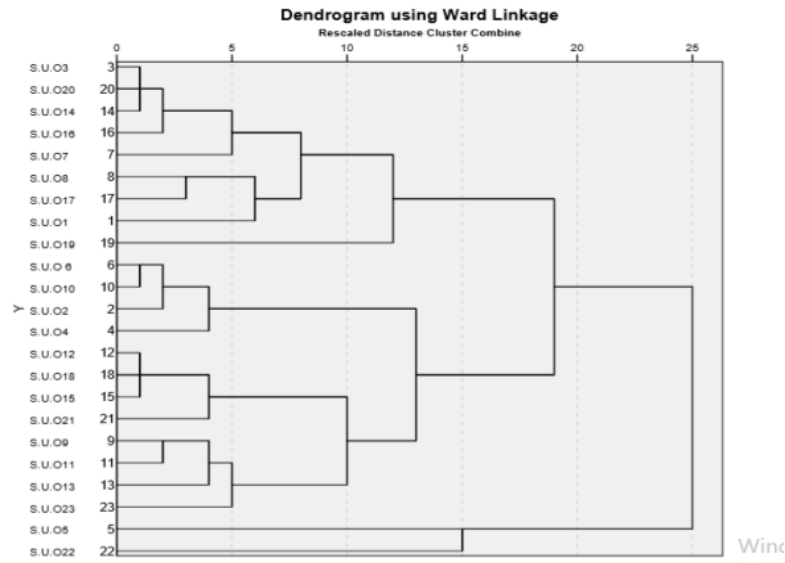 Dendrogram using Ward Linkage
Rescaled Distance Cluster Combine
0 5 10 15 20 25
S.U.O3 3
S.U.O20 20
S.U.O14 14
S.U.O16 16
S.U.O7 7
S.U.O8 8
S.U.O17 17
S.U.O1 1
S.U.O19 19
S.U.O 6 6
S.U.O10 10
Y
S.U.O2 2
S.U.O4 4
S.U.O12 12
S.U.O18 18
S.U.O15 15
S.U.O21 21
S.U.O9 9
S.U.O11 11
S.U.O13 13
S.U.O23 23
S.U.O5 5
S.U.O22 22